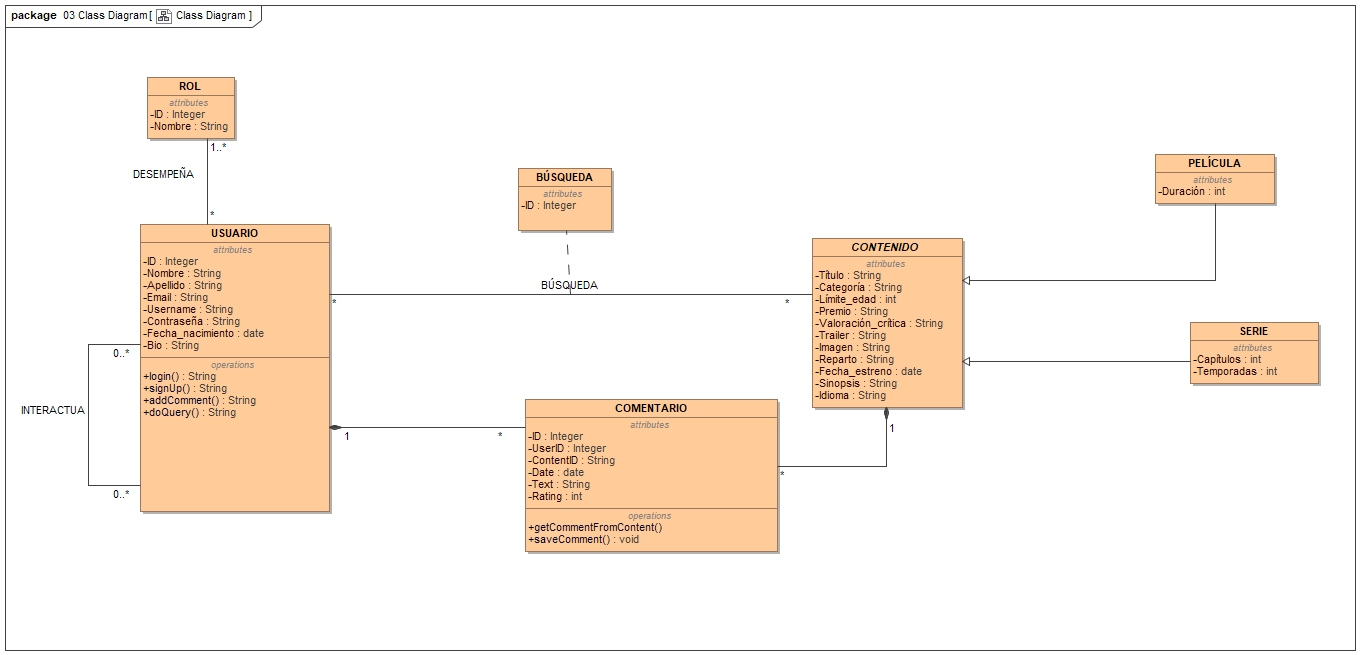 package 03 Class Diagram[ Class Diagram ]
ROL
attributes
-ID : Integer
-Nombre : String
1..*
DESEMPEÑA
*
USUARIO
attributes
-ID : Integer
-Nombre : String
-Apellido : String
-Email : String
-Username : String
-Contraseña : String
-Fecha_nacimiento : date
-Bio : String
operations
+login() : String
+signUp() : String
+addComment() : String
+doQuery() : String
0..*
INTERACTUA
0..*
BÚSQUEDA
attributes
-ID : Integer
BÚSQUEDA
*
*
CONTENIDO
attributes
-Título : String
-Categoría : String
-Límite_edad : int
-Premio : String
-Valoración_crítica : String
-Trailer : String
-Imagen : String
-Reparto : String
-Fecha_estreno : date
-Sinopsis : String
-Idioma : String
PELÍCULA
attributes
-Duración : int
SERIE
attributes
-Capítulos : int
-Temporadas : int
1
*
COMENTARIO
attributes
-ID : Integer
-UserID : Integer
-ContentID : String
-Date : date
-Text : String
-Rating : int
operations
+getCommentFromContent()
+saveComment() : void
1
*